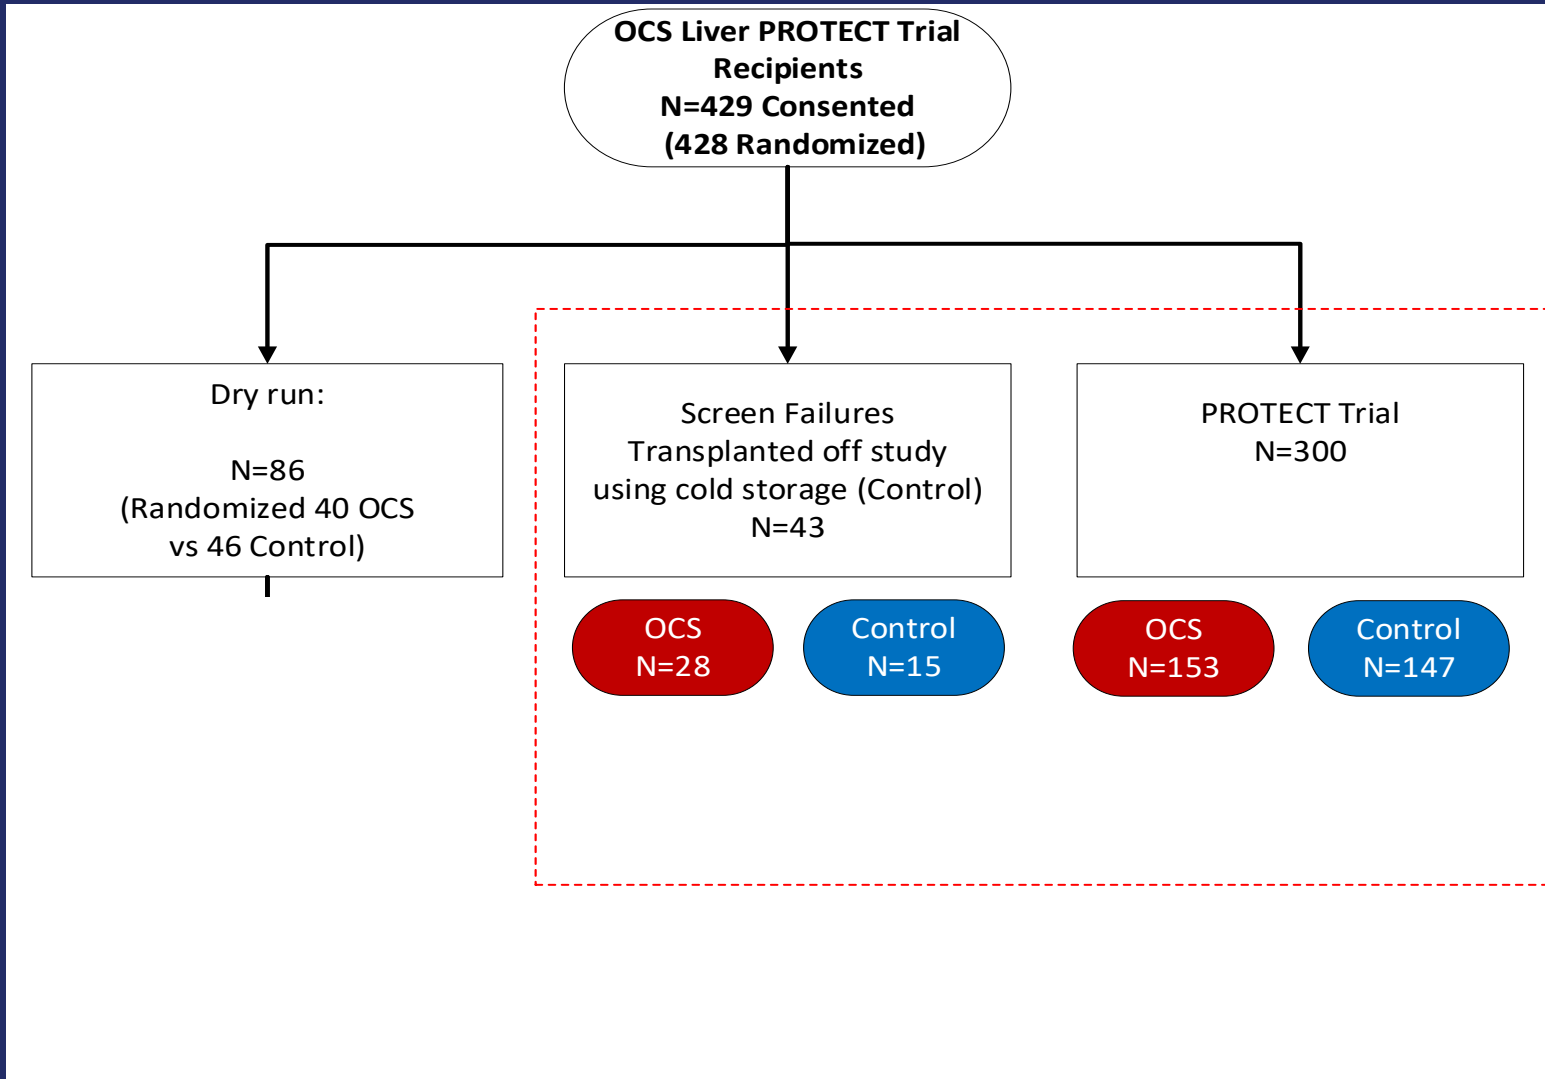 OCS Liver PROTECT Trial
Recipients
N=429 Consented
(428 Randomized)
Dry run:
N=86
(Randomized 40 OCS
vs 46 Control)
Screen Failures
Transplanted off study
using cold storage (Control)
N=43
PROTECT Trial
N=300
OCS
N=28
Control
N=15
OCS
N=153
Control
N=147